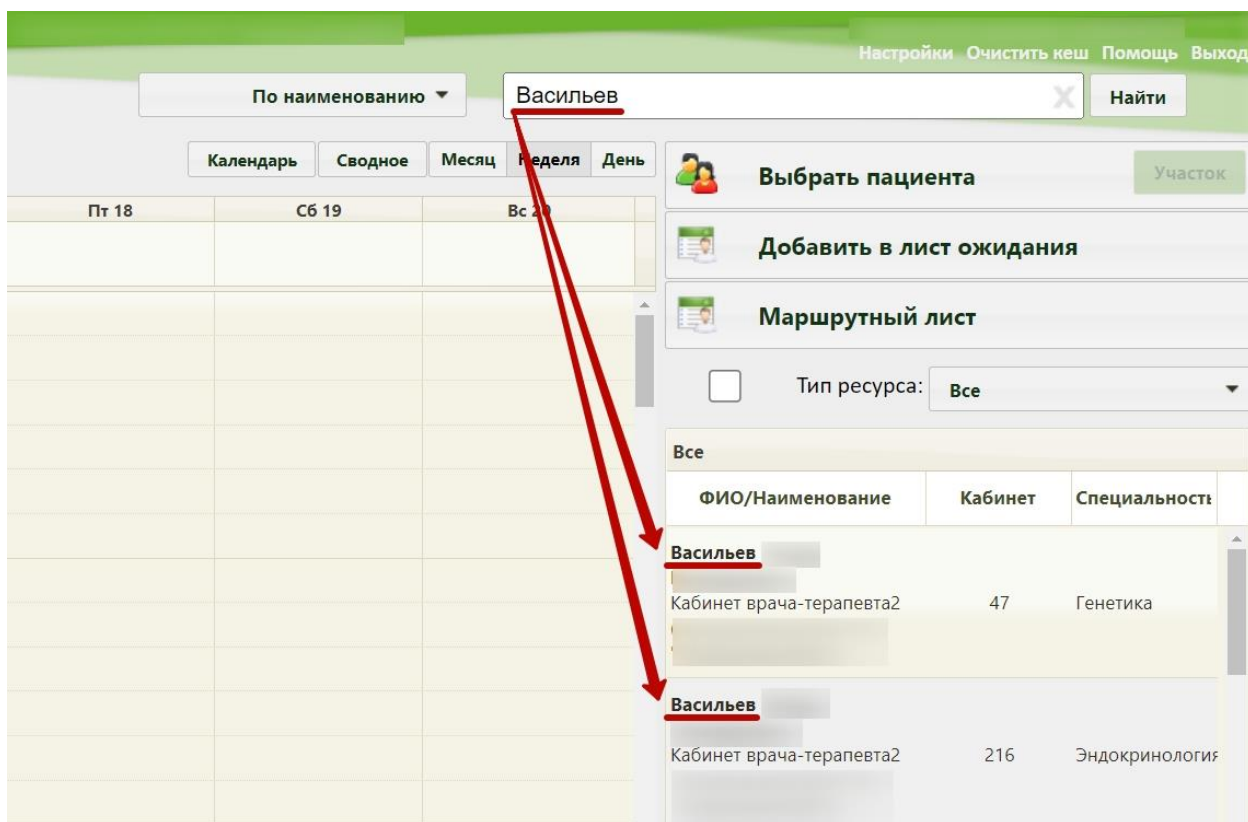 Настройки Очистить кеш Помощь Выход
По наименованию Васильев X Найти
Календарь Сводное Месяц Неделя День
Выбрать пациента Участок
Пт 18 Сб 19 Вс 20
Добавить в лист ожидания
Маршрутный лист
Тип ресурса: Все
Все
ФИО/Наименование Кабинет Специальность
Васильев
Кабинет врача-терапевта2 47 Генетика
Васильев
Кабинет врача-терапевта2 216 Эндокринология